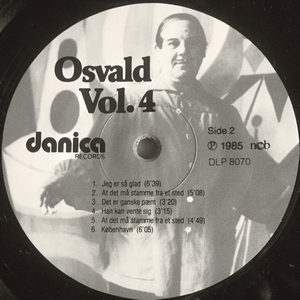 Osvald
Vol. 4
danica
RECORDS
Side 2
℗ 1985 ncb
DLP 8070
1. Jeg er så glad (6'39)
2. At det må stamme fra et sted (5'08)
3. Det er ganske pænt (3'20)
4. Han kan vente sig (3'15)
5. At det må stamme fra et sted (4'49)
6. København (6'05)